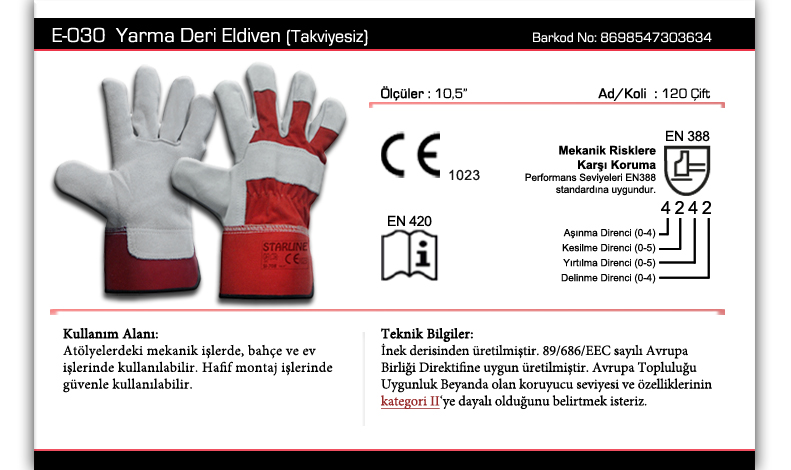 E-030 Yarma Deri Eldiven (Takviyesiz)
Barkod No: 8698547303634
Ölçüler : 10,5”
Ad/Koli : 120 Çift
CE 1023
EN 420
i
Mekanik Risklere
Karşı Koruma
Performans Seviyeleri EN388
standardına uygundur.
EN 388
4 2 4 2
Aşınma Direnci (0-4)
Kesilme Direnci (0-5)
Yırtılma Direnci (0-5)
Delinme Direnci (0-4)
STARLINE
CE
Kullanım Alanı:
Atölyelerdeki mekanik işlerde, bahçe ve ev
işlerinde kullanılabilir. Hafif montaj işlerinde
güvenle kullanılabilir.
Teknik Bilgiler:
İnek derisinden üretilmiştir. 89/686/EEC sayılı Avrupa
Birliği Direktifine uygun üretilmiştir. Avrupa Topluluğu
Uygunluk Beyanda olan koruyucu seviyesi ve özelliklerinin
kategori II‘ye dayalı olduğunu belirtmek isteriz.